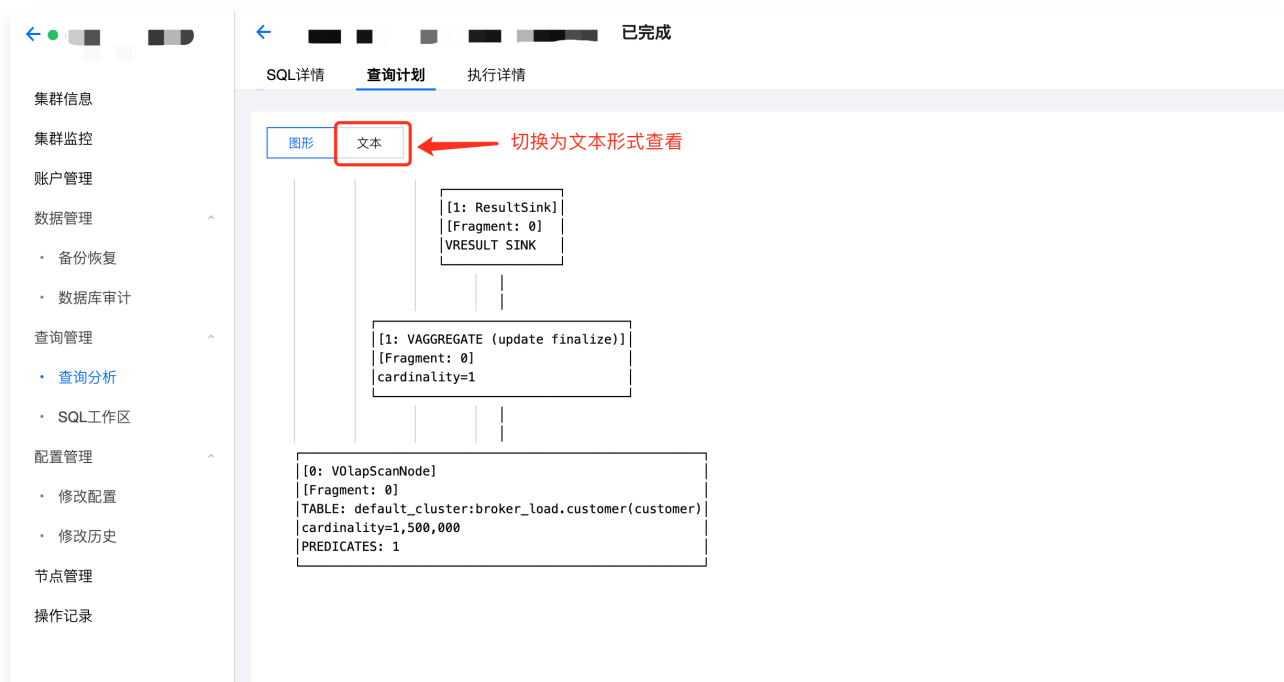 已完成
SQL详情 查询计划 执行详情
集群信息
集群监控
账户管理
数据管理
备份恢复
数据库审计
查询管理
查询分析
SQL工作区
配置管理
修改配置
修改历史
节点管理
操作记录
图形 文本 切换为文本形式查看
[1: ResultSink]
[Fragment: 0]
VRESULT SINK
[1: VAGGREGATE (update finalize)]
[Fragment: 0]
cardinality=1
[0: VOlapScanNode]
[Fragment: 0]
TABLE: default_cluster:broker_load.customer(customer)
cardinality=1,500,000
PREDICATES: 1